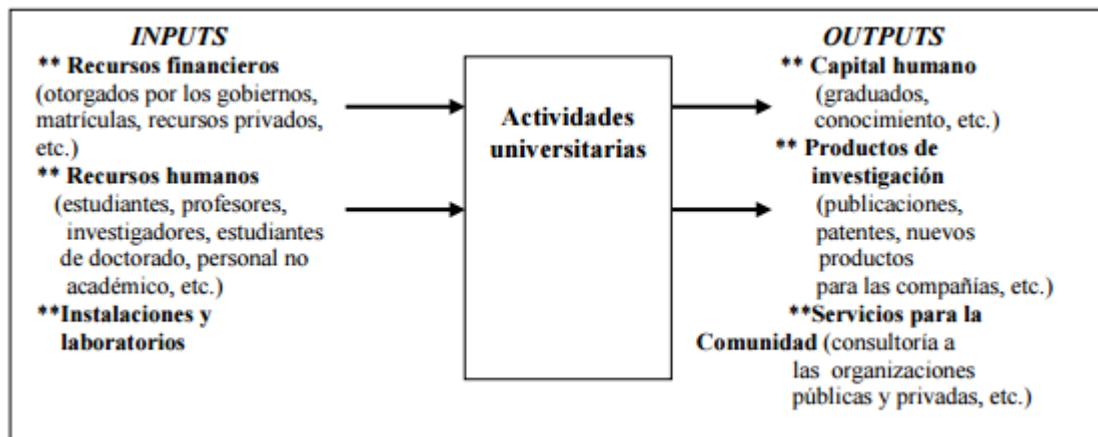 INPUTS
** Recursos financieros
(otorgados por los gobiernos,
matrículas, recursos privados,
etc.)
** Recursos humanos
(estudiantes, profesores,
investigadores, estudiantes
de doctorado, personal no
académico, etc.)
**Instalaciones y
laboratorios
Actividades
universitarias
OUTPUTS
** Capital humano
(graduados,
conocimiento, etc.)
** Productos de
investigación
(publicaciones,
patentes, nuevos
productos
para las compañías, etc.)
**Servicios para la
Comunidad (consultoría a
las organizaciones
públicas y privadas, etc.)